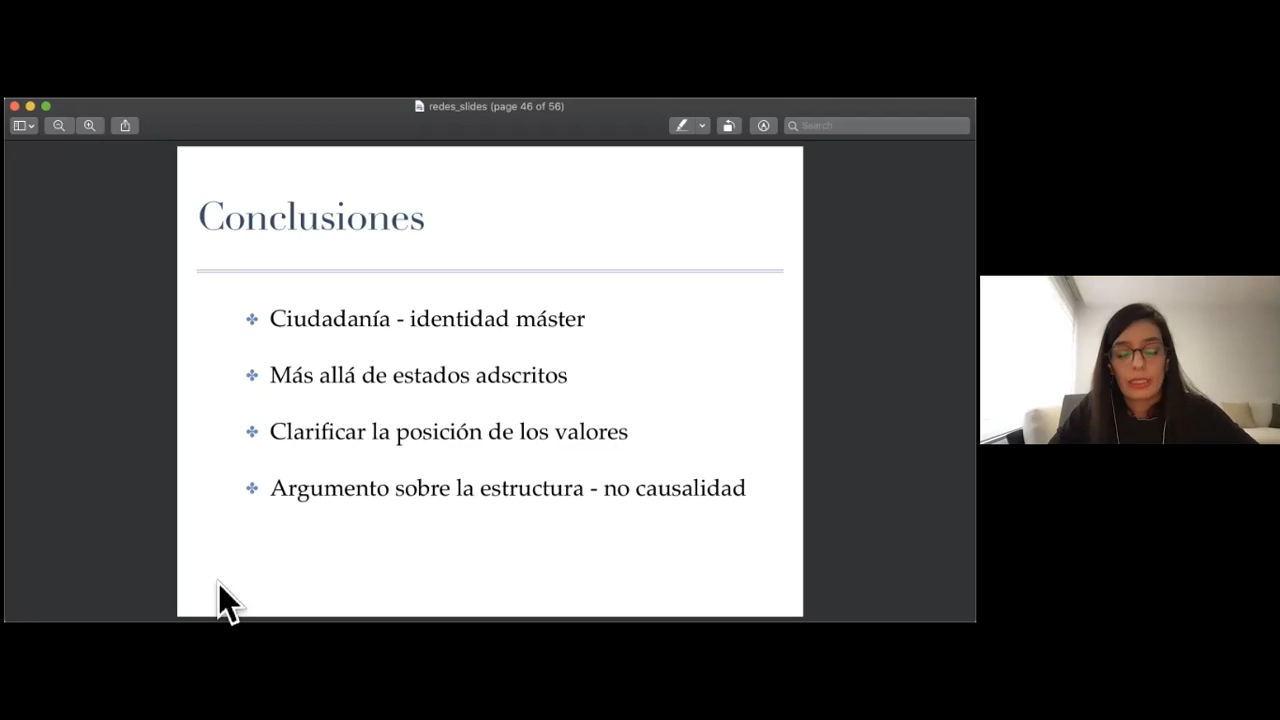 redes_slides (page 46 of 56)
Search
Conclusiones
Ciudadanía - identidad máster
Más allá de estados adscritos
Clarificar la posición de los valores
Argumento sobre la estructura - no causalidad